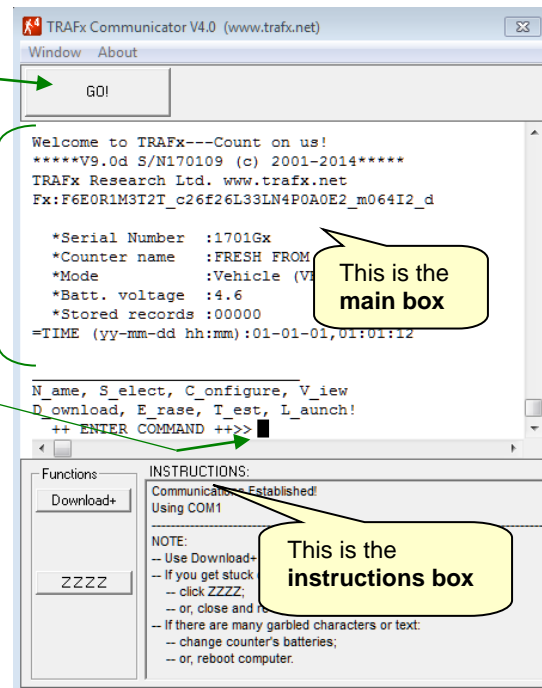 TRAFx Communicator V4.0 (www.trafx.net)
Window About
GO!
Welcome to TRAFx---Count on us!
*****V9.0d S/N170109 (c) 2001-2014*****
TRAFx Research Ltd. www.trafx.net
Fx:F6E0R1M3T2T_c26f26L33LN4P0A0E2_m064I2_d
*Serial Number :1701Gx
*Counter name :FRESH FROM
*Mode :Vehicle
*Batt. voltage :4.6
*Stored records :00000
=TIME (yy-mm-dd hh:mm):01-01-01,01:01:12
This is the
main box
N_ame, S_elect, C_onfigure, V_iew
D_ownload, E_rase, T_est, L_aunch!
++ ENTER COMMAND ++>>
Functions
Download+
ZZZZ
INSTRUCTIONS:
Communications Established!
Using COM1
NOTE:
-- Use Download+
-- If you get stuck
-- click ZZZZ;
-- or, close and
-- If there are many garbled characters or text:
-- change counter's batteries;
-- or, reboot computer.
This is the
instructions box